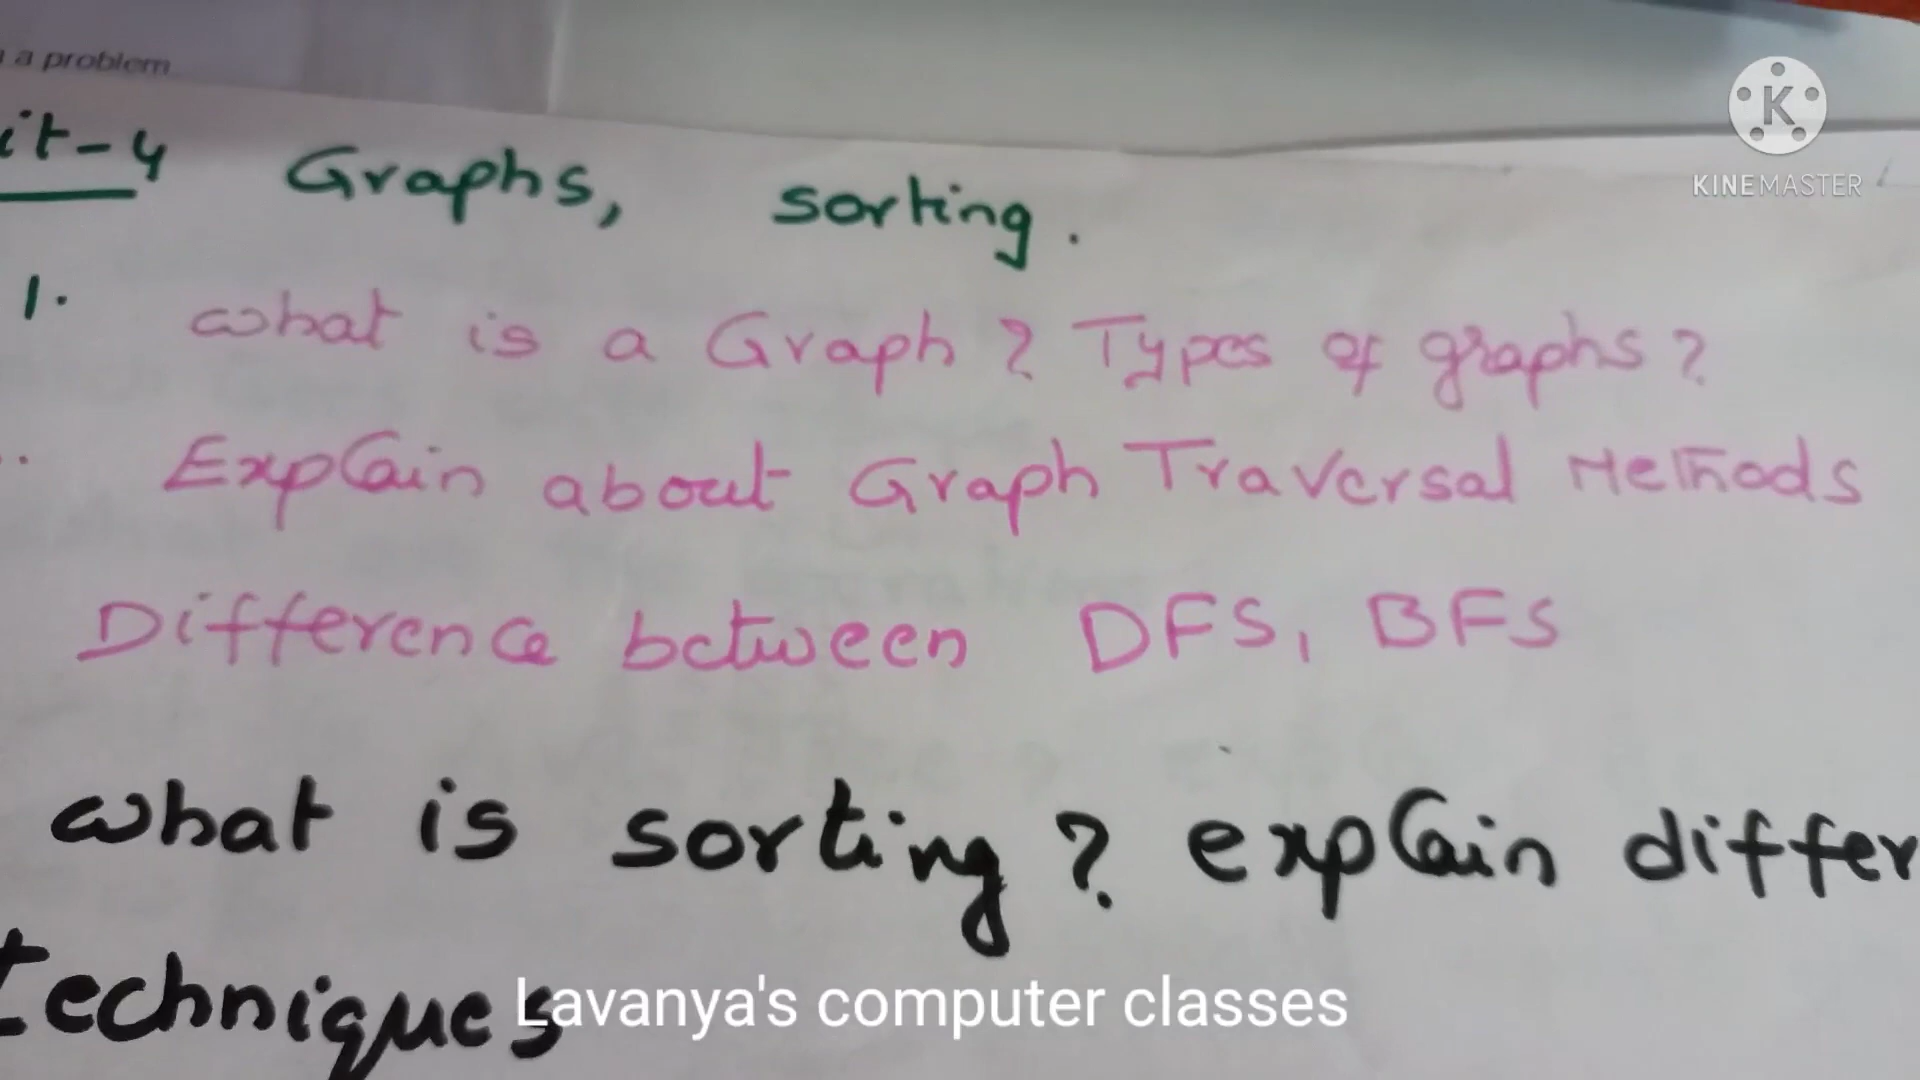 a problem
it-4 Graphs, sorting.
KINEMASTER
1. what is a Graph? Types of graphs?
Explain about Graph Traversal Methods
Difference between DFS, BFS
what is sorting? explain differ
techniques
Lavanya's computer classes